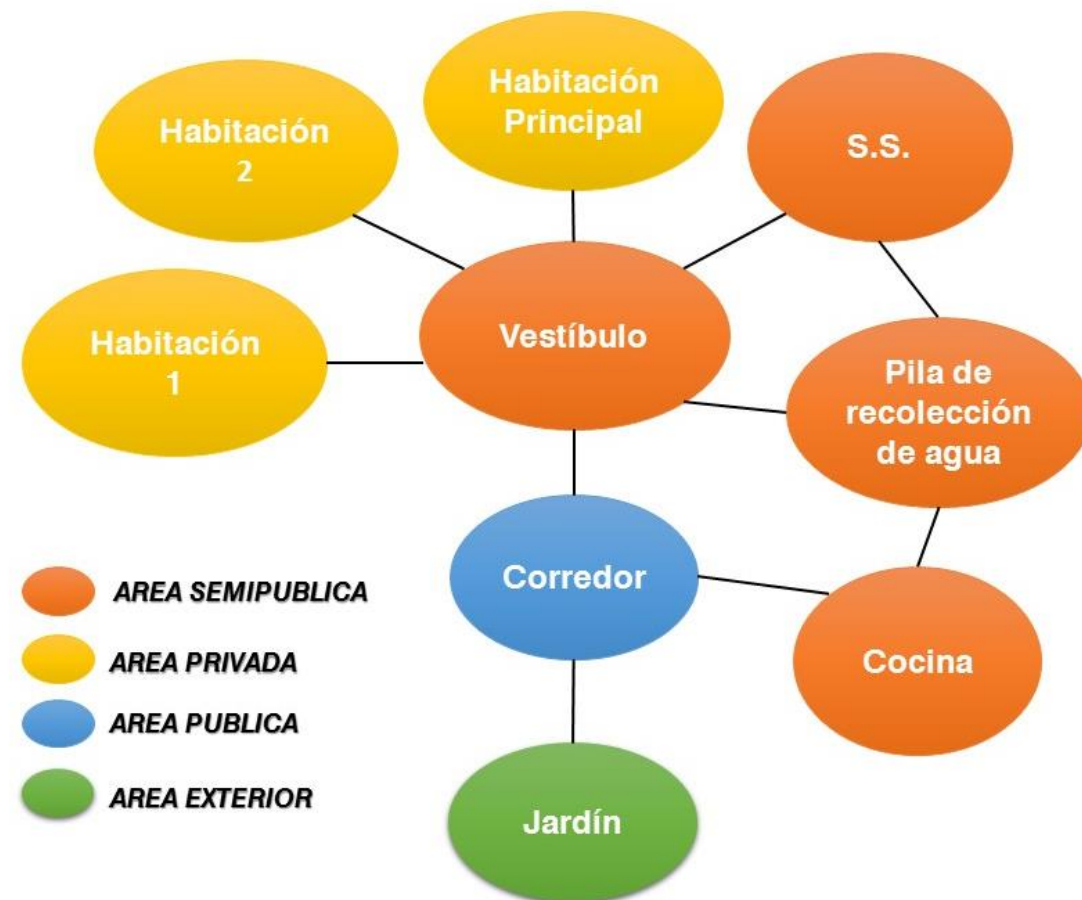 Habitación
2
Habitación
Principal
S.S.
Habitación
1
Vestíbulo
Pila de
recolección
de agua
Corredor
Cocina
Jardín
AREA SEMIPUBLICA
AREA PRIVADA
AREA PUBLICA
AREA EXTERIOR